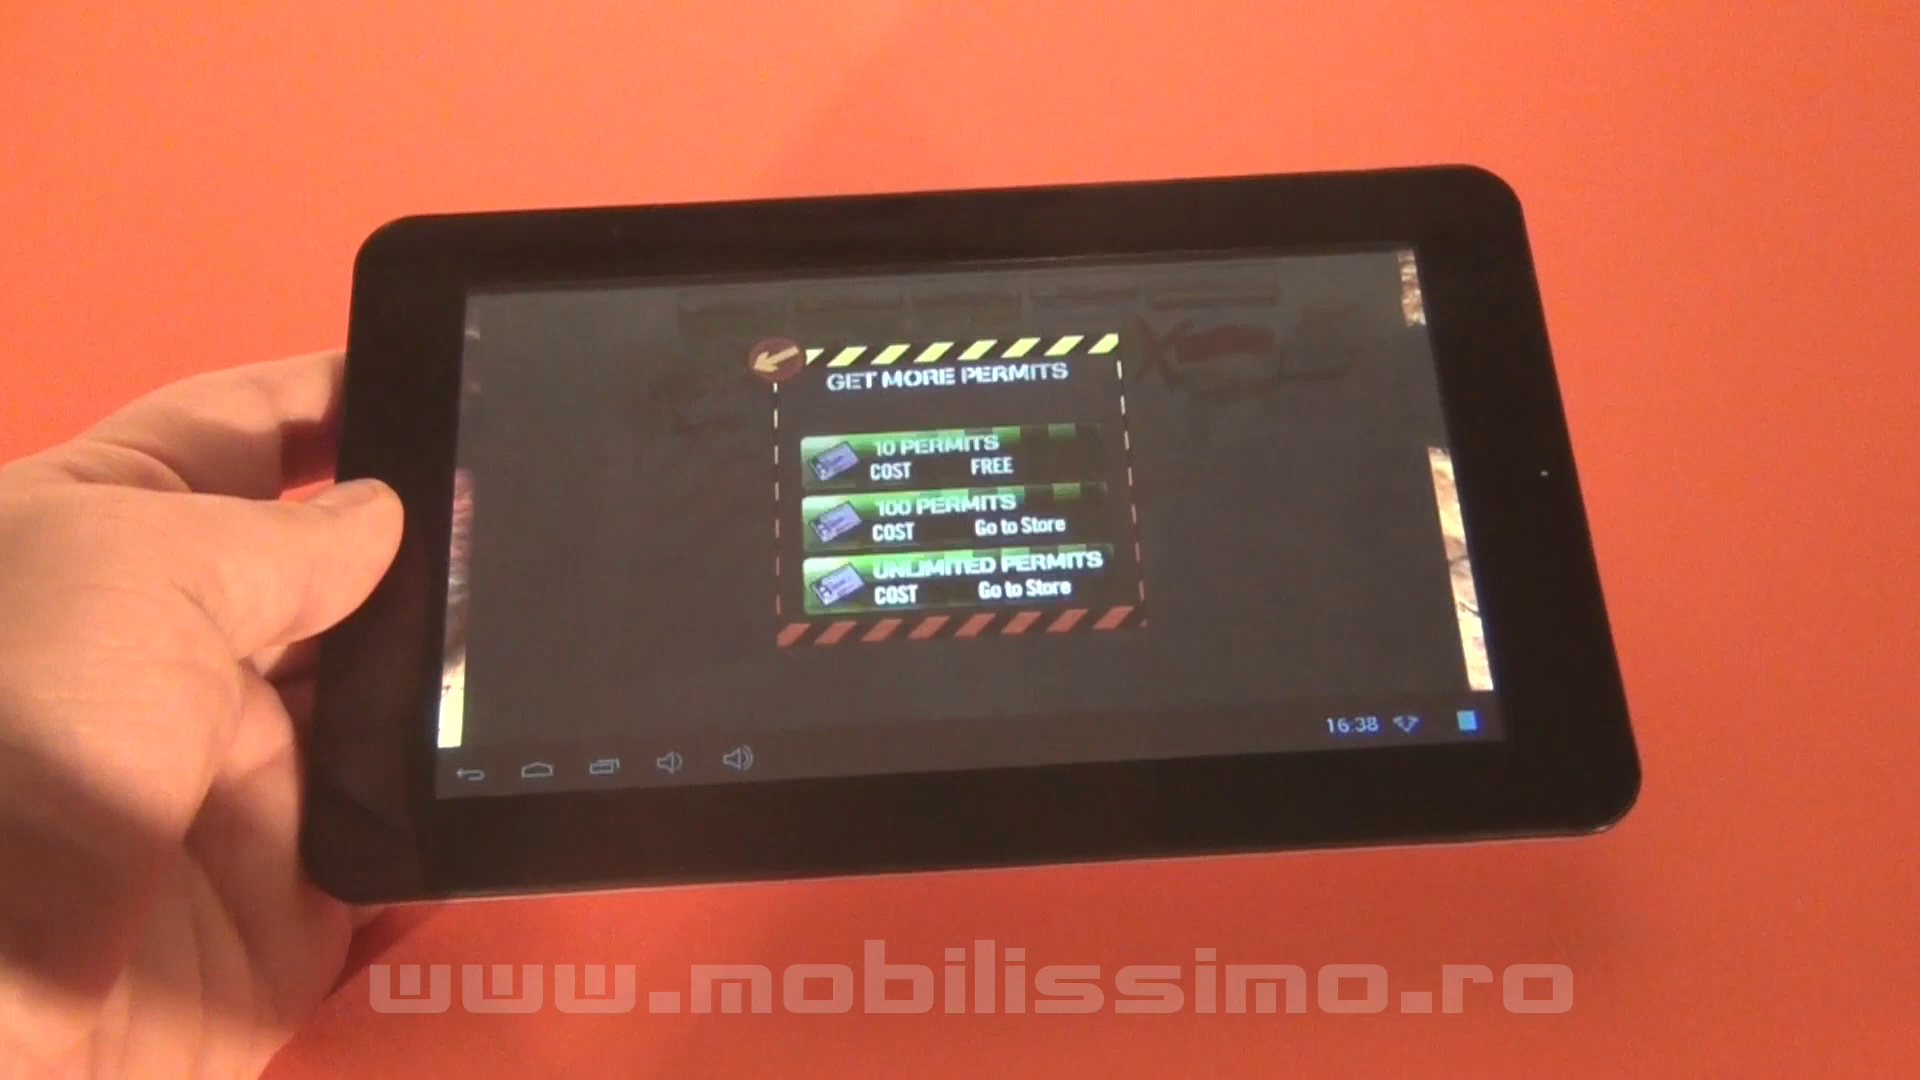 GET MORE PERMITS
10 PERMITS
COST FREE
100 PERMITS
COST Go to Store
UNLIMITED PERMITS
COST Go to Store
16:38
www.mobilissimo.ro